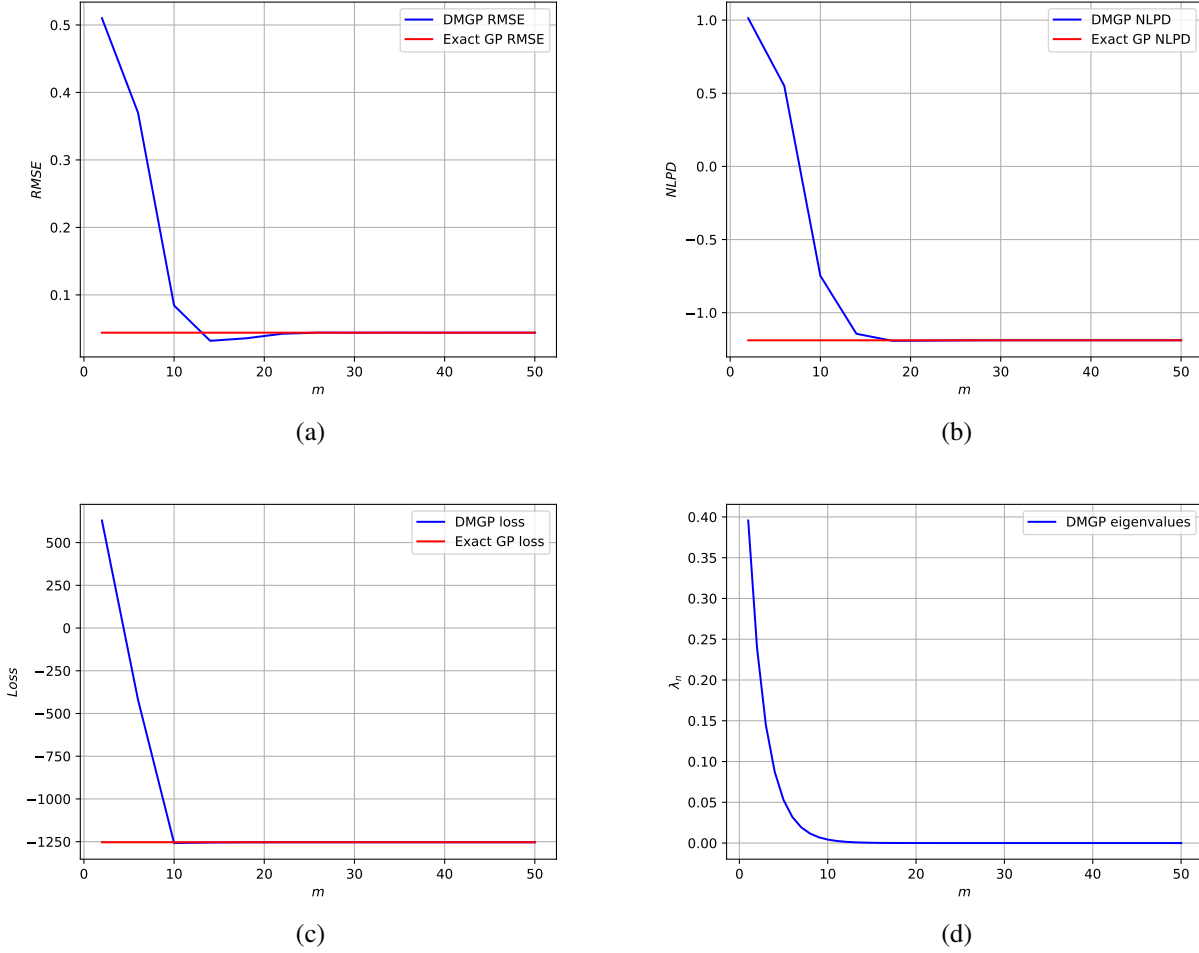 0.5
0.4
0.3
0.2
0.1
RMSE
0 10 20 30 40 50
m
DMGP RMSE
Exact GP RMSE
(a)
1.0
0.5
0.0
−0.5
−1.0
NLPD
0 10 20 30 40 50
m
DMGP NLPD
Exact GP NLPD
(b)
500
250
0
−250
−500
−750
−1000
−1250
Loss
0 10 20 30 40 50
m
DMGP loss
Exact GP loss
(c)
0.40
0.35
0.30
0.25
0.20
0.15
0.10
0.05
0.00
λn
0 10 20 30 40 50
m
DMGP eigenvalues
(d)